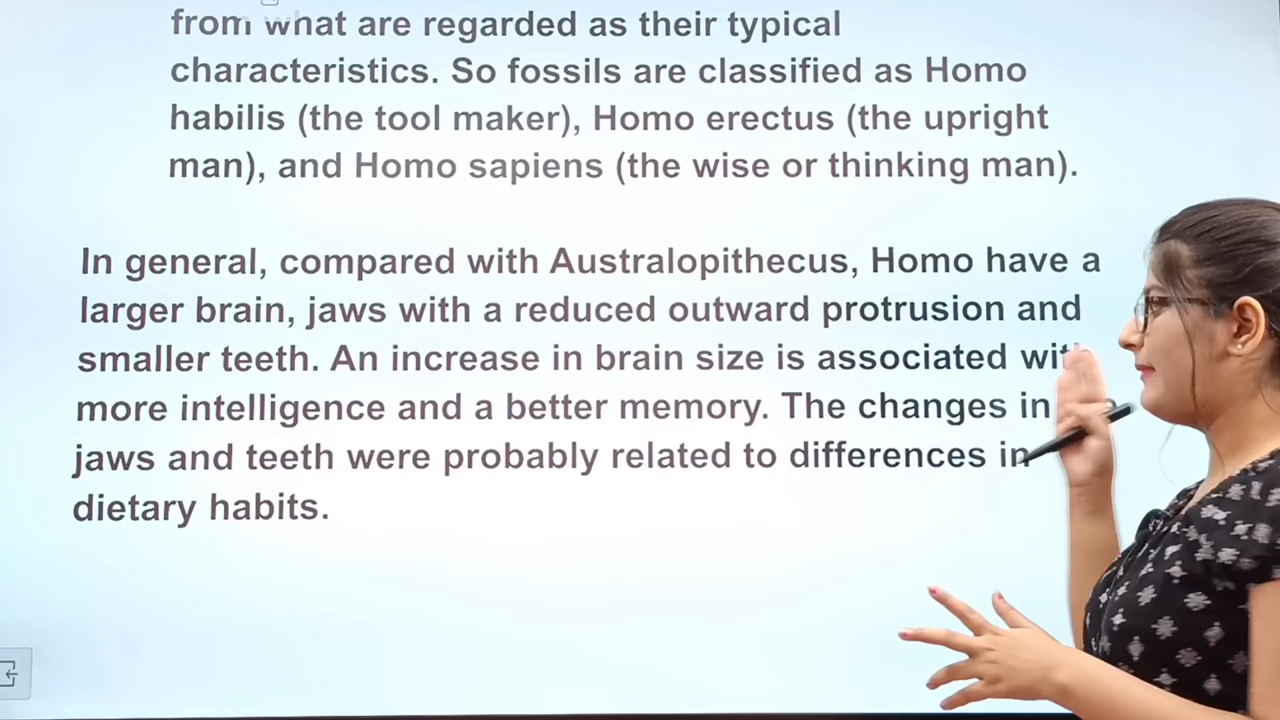 from what are regarded as their typical
characteristics. So fossils are classified as Homo
habilis (the tool maker), Homo erectus (the upright
man), and Homo sapiens (the wise or thinking man).
In general, compared with Australopithecus, Homo have a
larger brain, jaws with a reduced outward protrusion and
smaller teeth. An increase in brain size is associated with
more intelligence and a better memory. The changes in
jaws and teeth were probably related to differences in
dietary habits.